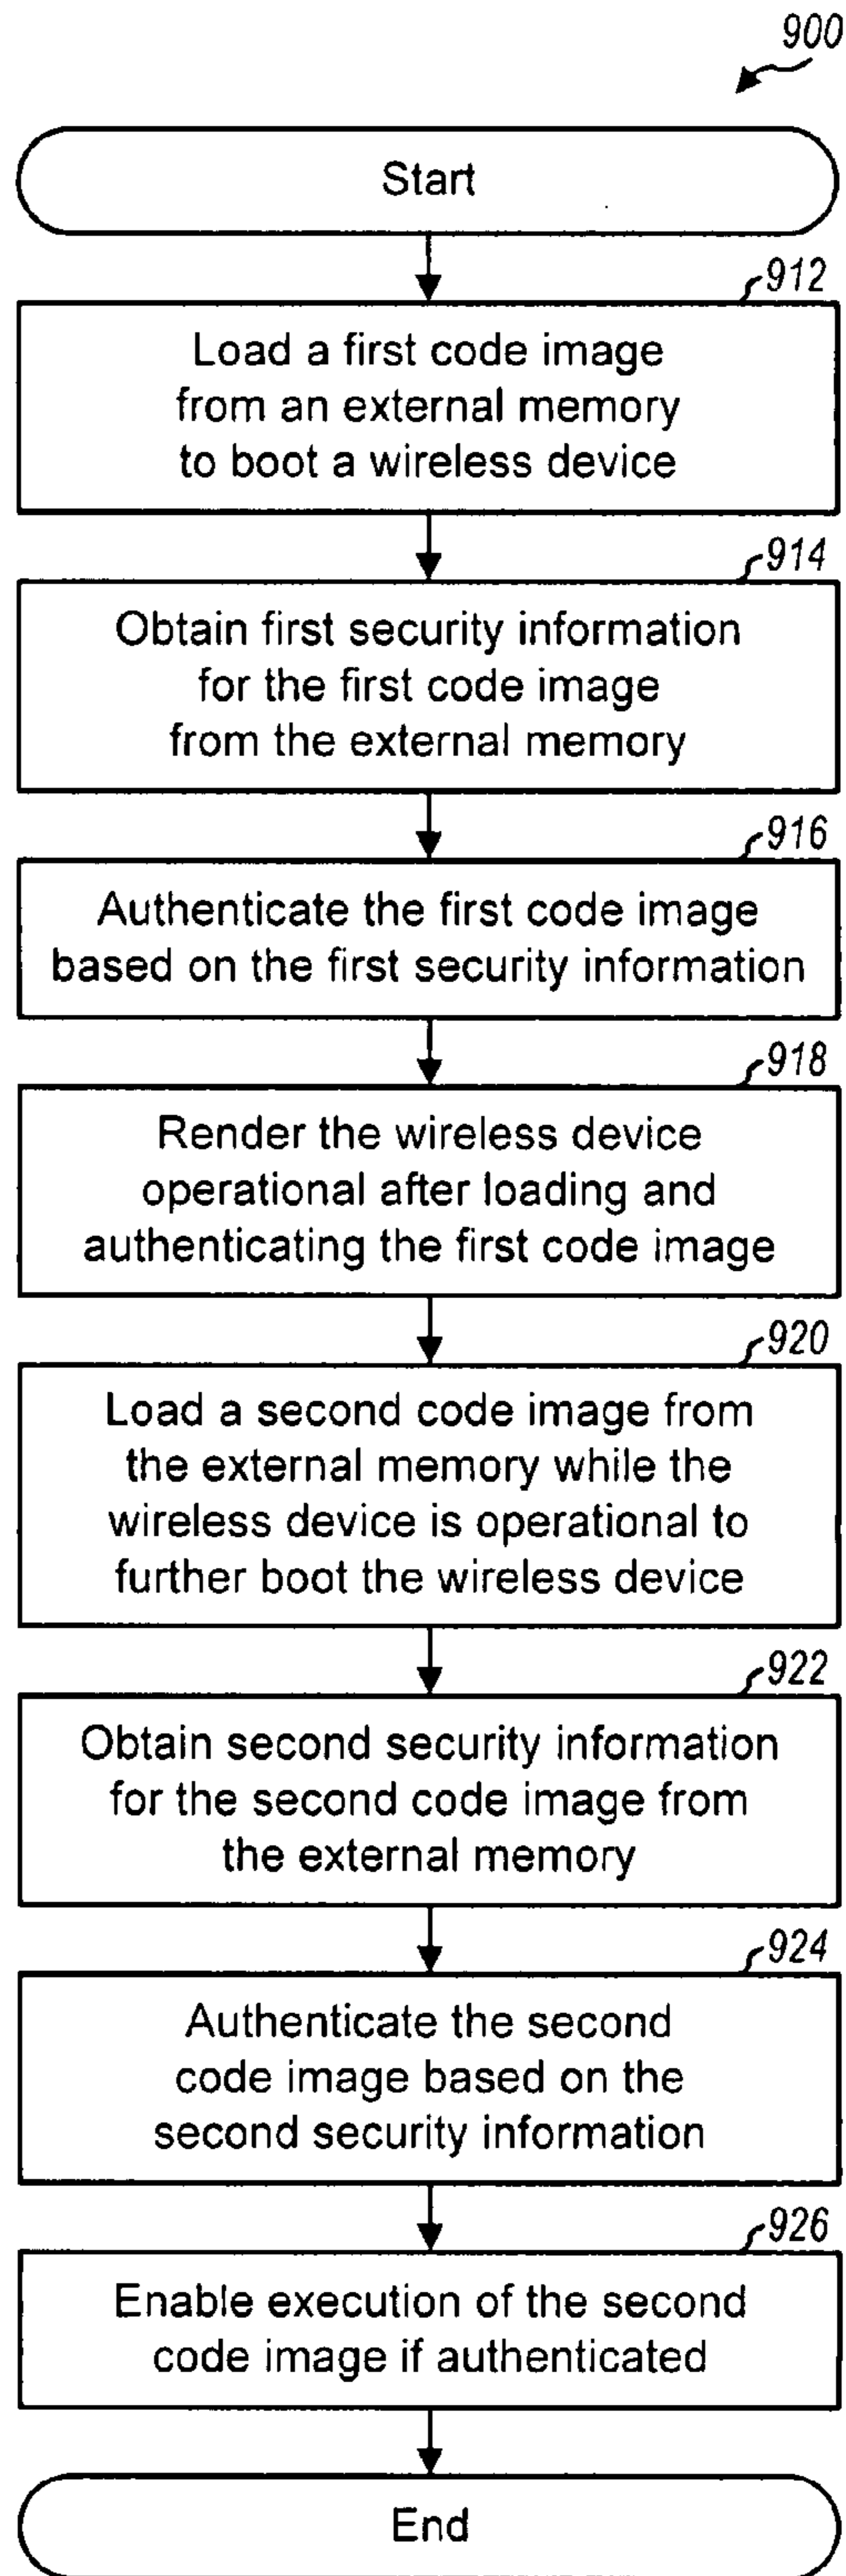 900
Start
912
Load a first code image
from an external memory
to boot a wireless device
914
Obtain first security information
for the first code image
from the external memory
916
Authenticate the first code image
based on the first security information
918
Render the wireless device
operational after loading and
authenticating the first code image
920
Load a second code image from
the external memory while the
wireless device is operational to
further boot the wireless device
922
Obtain second security information
for the second code image from
the external memory
924
Authenticate the second
code image based on the
second security information
926
Enable execution of the second
code image if authenticated
End